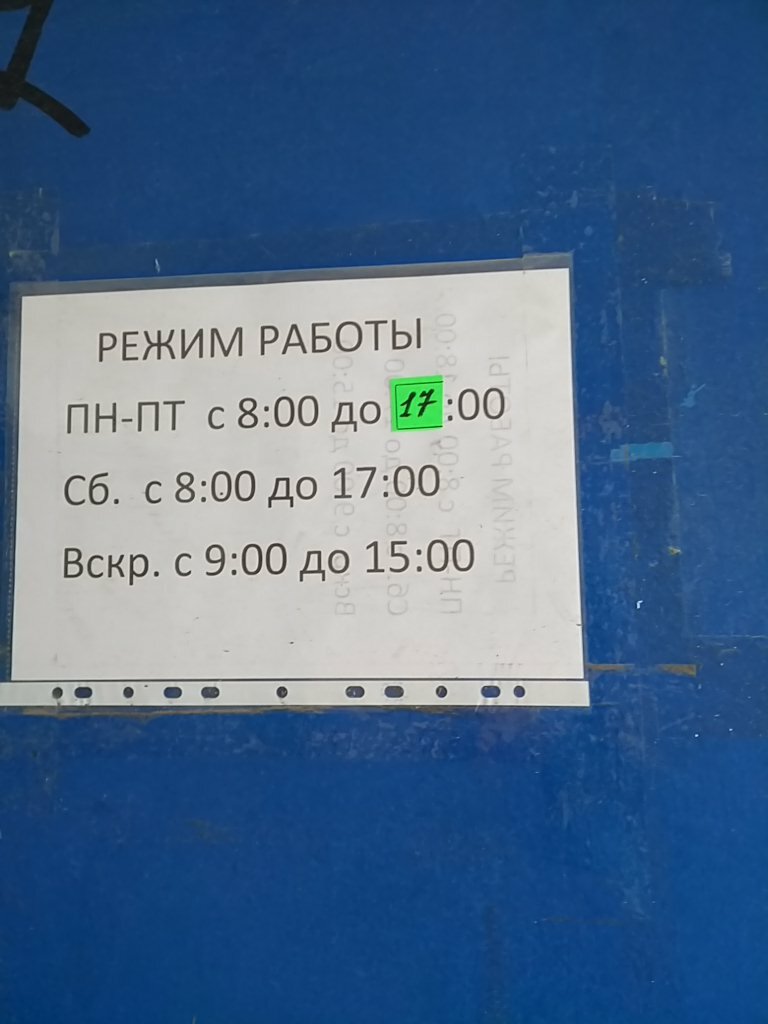 РЕЖИМ РАБОТЫ
ПН-ПТ с 8:00 до 17:00
Сб. с 8:00 до 17:00
Вскр. с 9:00 до 15:00